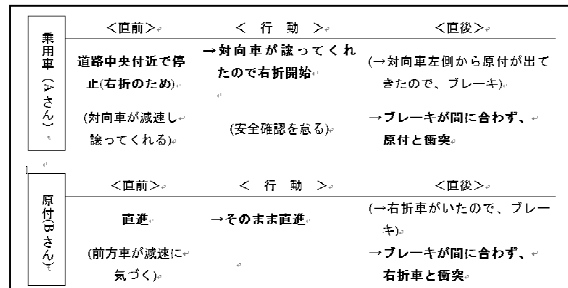 乗用車(Aさん)
<直前> < 行 動 > <直後>
道路中央付近で停止(右折のため)
→対向車が譲ってくれたので右折開始
(→対向車左側から原付が出てきたので、ブレーキ)
(対向車が減速し譲ってくれる)
(安全確認を怠る)
→ブレーキが間に合わず、
原付と衝突
原付(Bさん)
<直前> < 行 動 > <直後>
直進
→そのまま直進
(→右折車がいたので、ブレーキ)
(前方車が減速に
気づく)
→ブレーキが間に合わず、
右折車と衝突